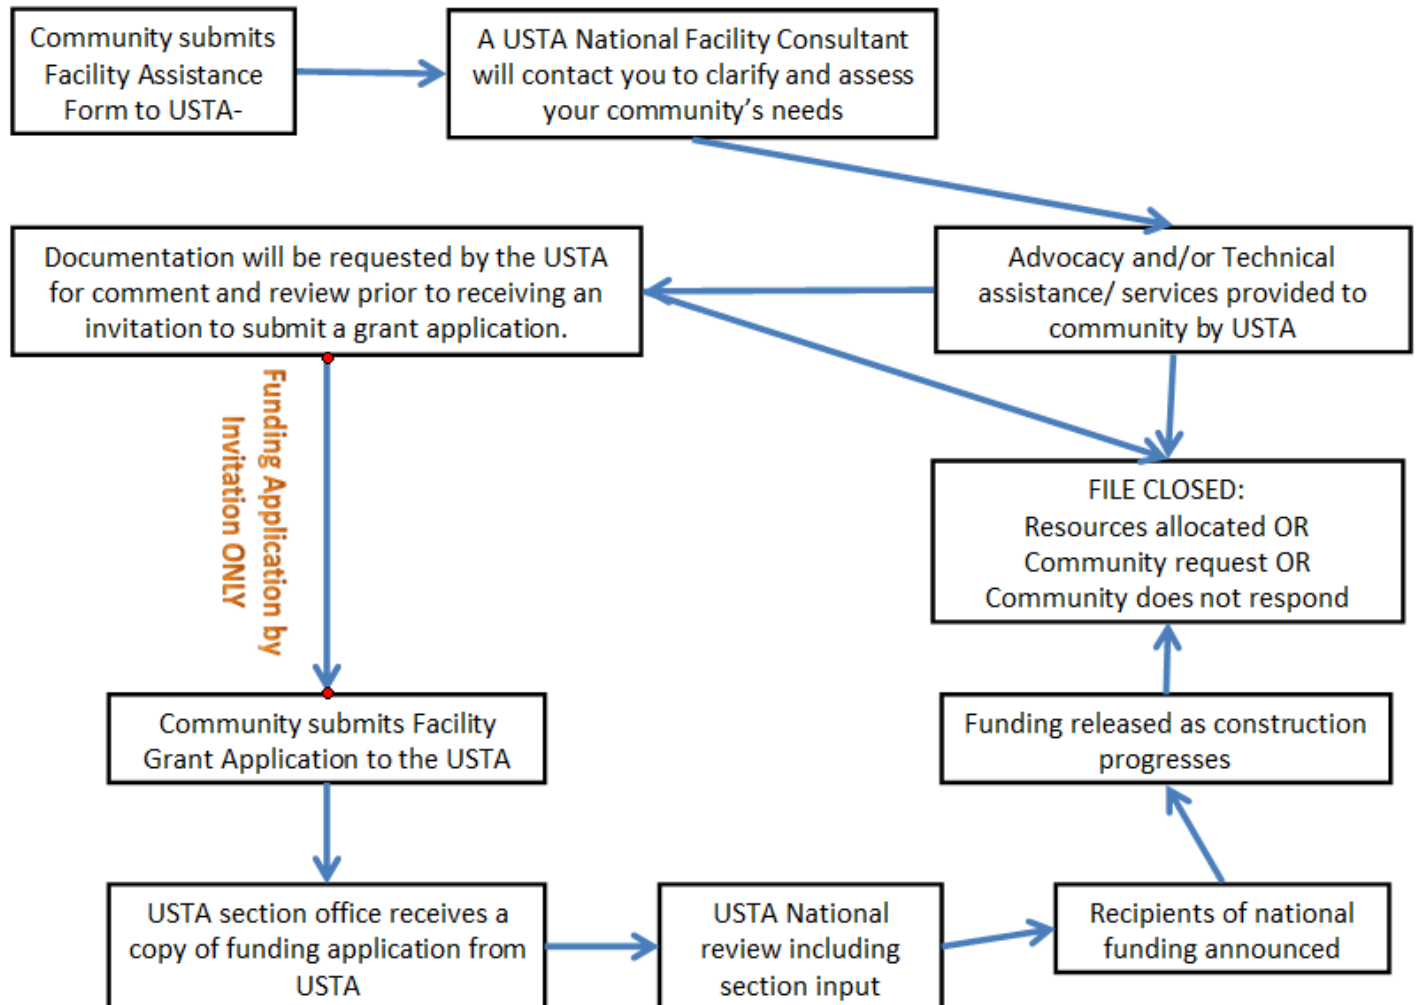 Community submits
Facility Assistance
Form to USTA-
A USTA National Facility Consultant
will contact you to clarify and assess
your community's needs
Advocacy and/or Technical
assistance/ services provided to
community by USTA
Documentation will be requested by the USTA
for comment and review prior to receiving an
invitation to submit a grant application.
FILE CLOSED:
Resources allocated OR
Community request OR
Community does not respond
Funding Application by
Invitation ONLY
Community submits Facility
Grant Application to the USTA
USTA section office receives a
copy of funding application from
USTA
USTA National
review including
section input
Recipients of national
funding announced
Funding released as construction
progresses